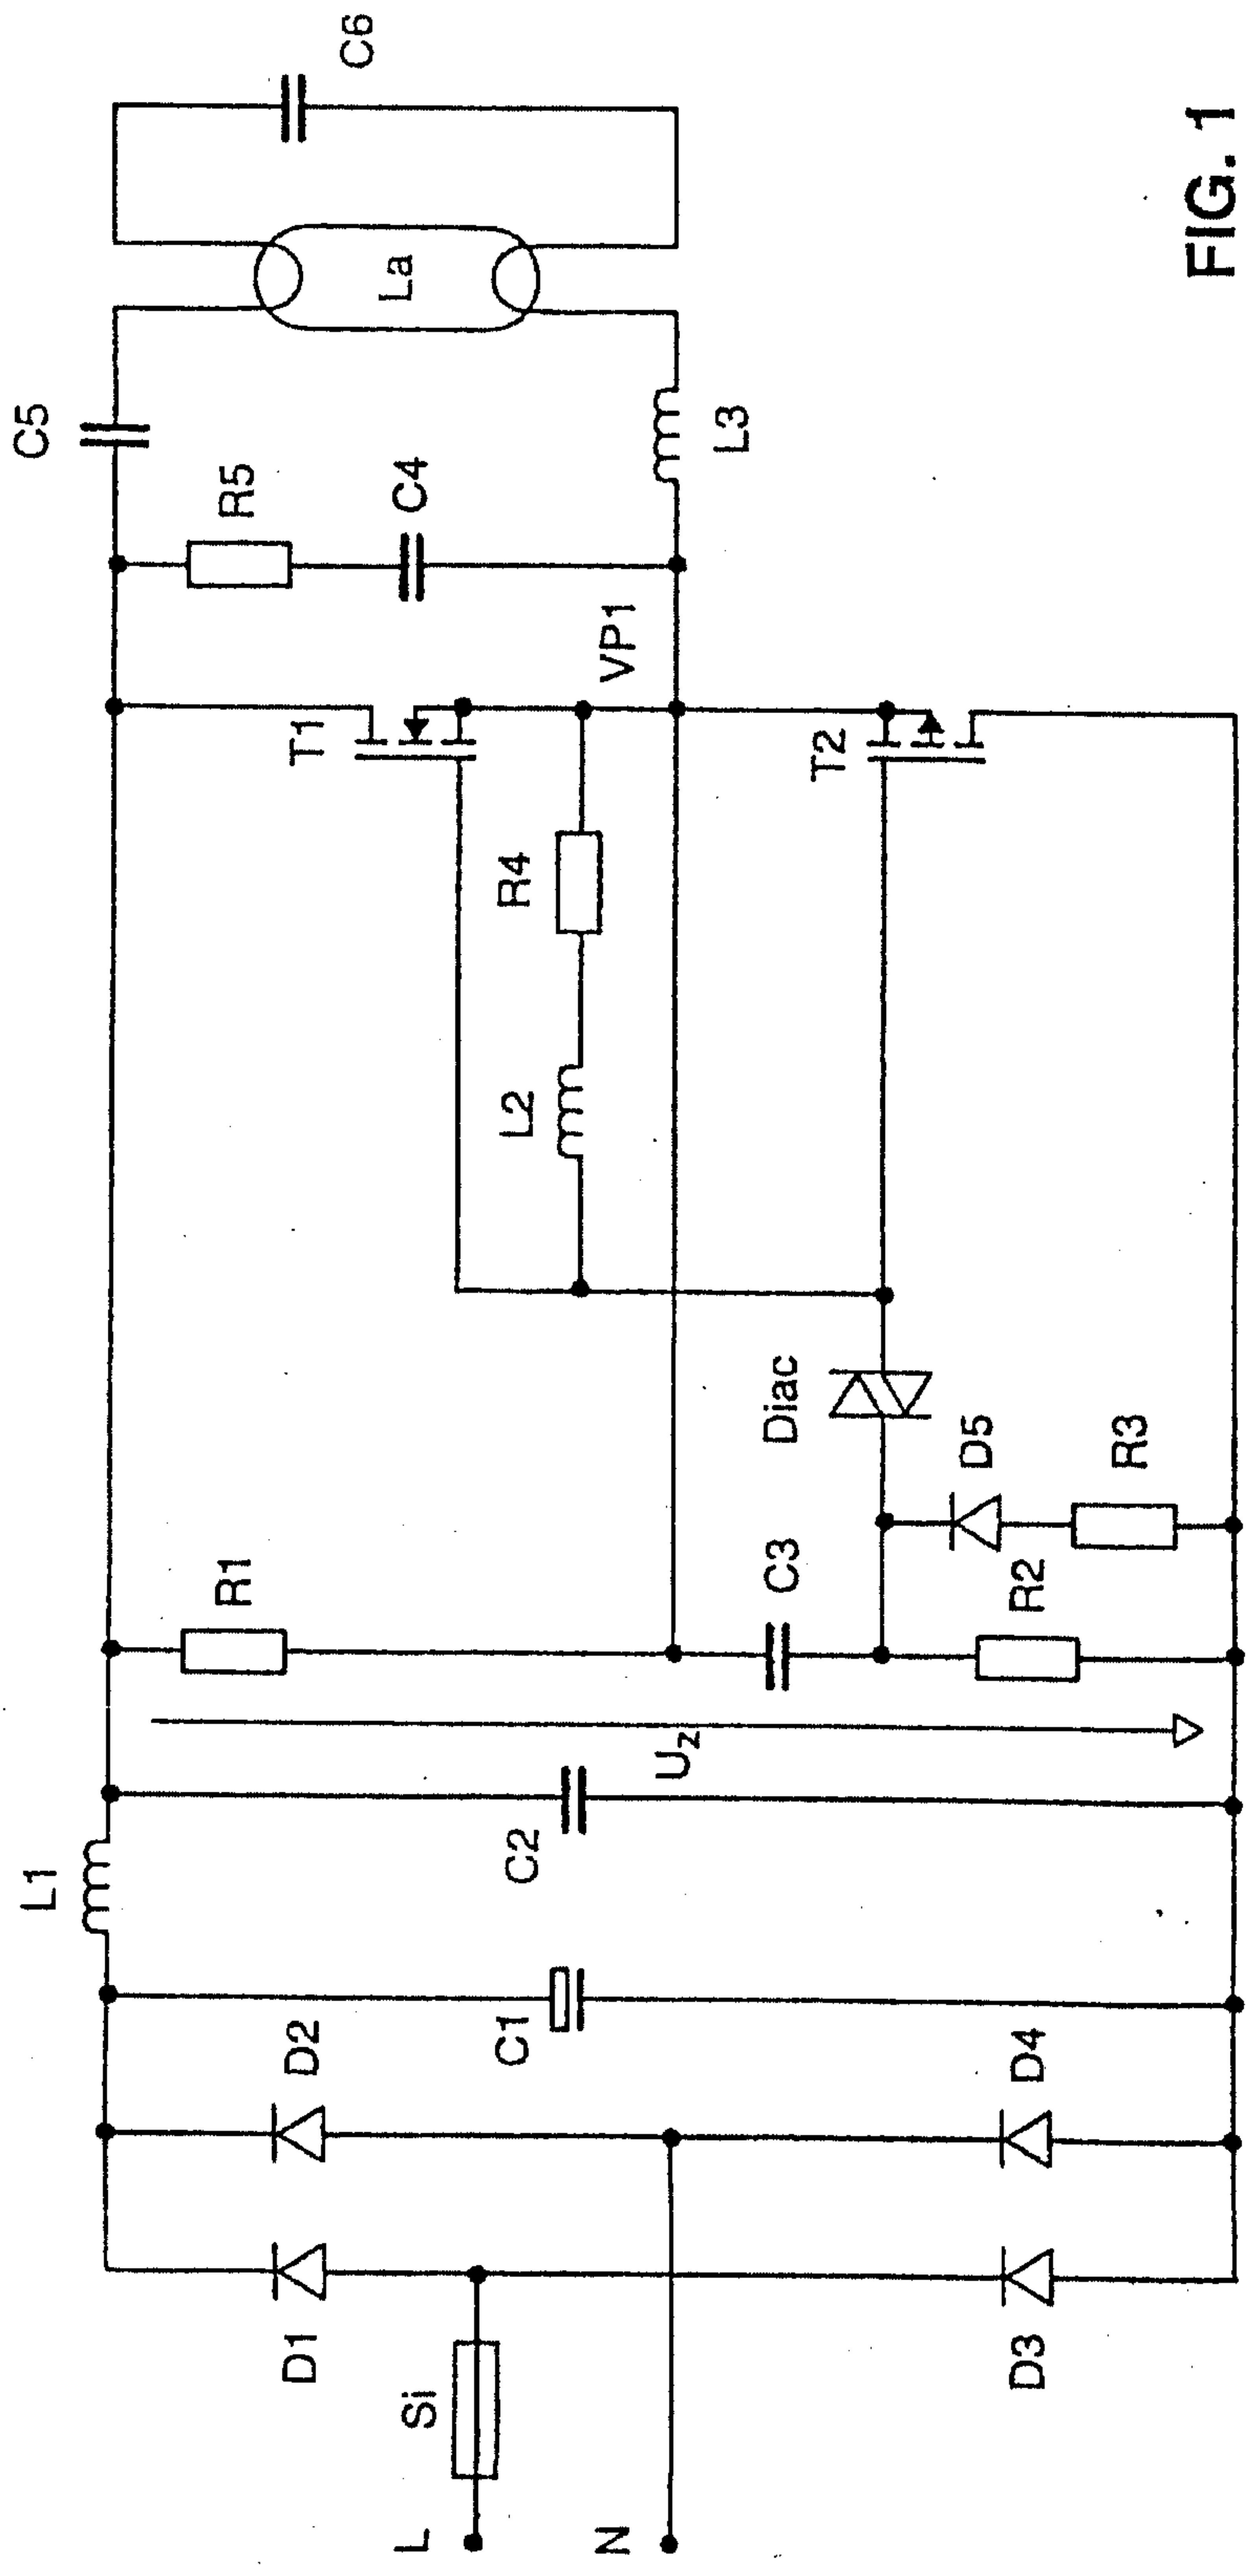 L
N
Si
D1
D3
D2
D4
C1
L1
C2
Uz
R1
C3
R2
D5
R3
Diac
L2
R4
T1
T2
VP1
R5
C4
C5
L3
La
C6
FIG. 1